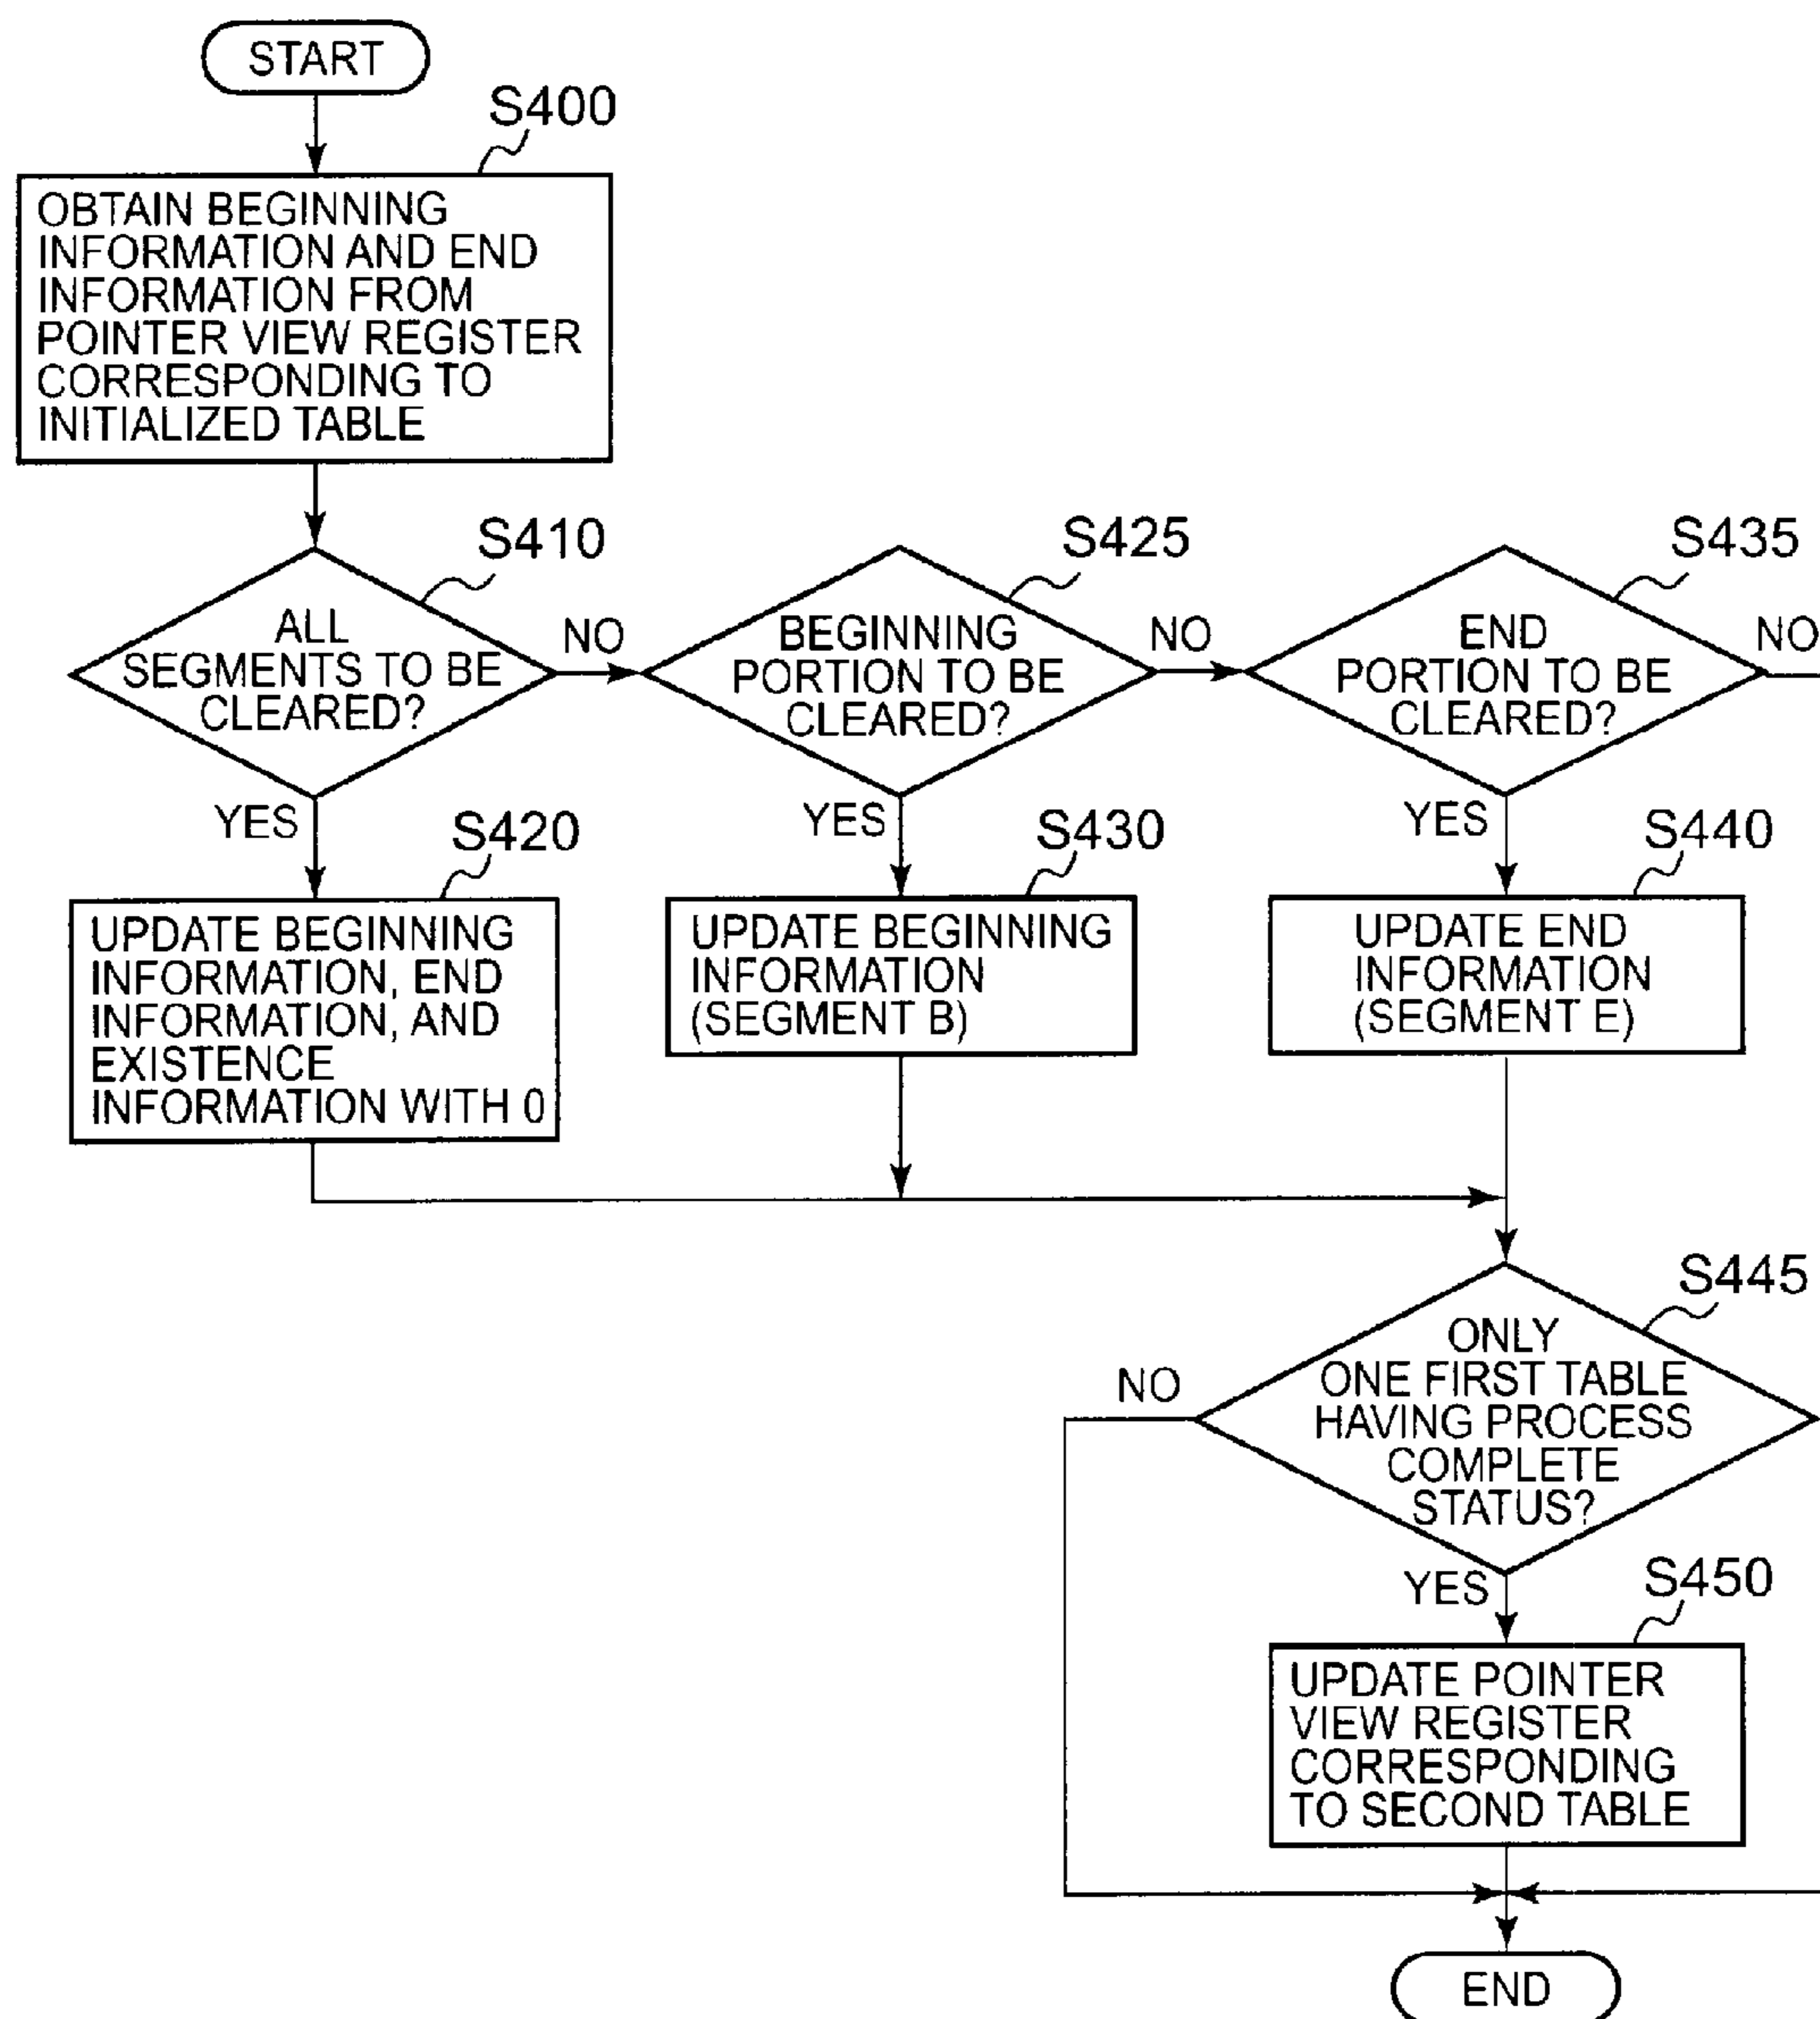 START
S400
OBTAIN BEGINNING
INFORMATION AND END
INFORMATION FROM
POINTER VIEW REGISTER
CORRESPONDING TO
INITIALIZED TABLE
S410
ALL
SEGMENTS TO BE
CLEARED?
NO
YES
S425
BEGINNING
PORTION TO BE
CLEARED?
NO
YES
S435
END
PORTION TO BE
CLEARED?
NO
YES
S420
UPDATE BEGINNING
INFORMATION, END
INFORMATION, AND
EXISTENCE
INFORMATION WITH 0
S430
UPDATE BEGINNING
INFORMATION
(SEGMENT B)
S440
UPDATE END
INFORMATION
(SEGMENT E)
S445
ONLY
ONE FIRST TABLE
HAVING PROCESS
COMPLETE
STATUS?
NO
YES
S450
UPDATE POINTER
VIEW REGISTER
CORRESPONDING
TO SECOND TABLE
END